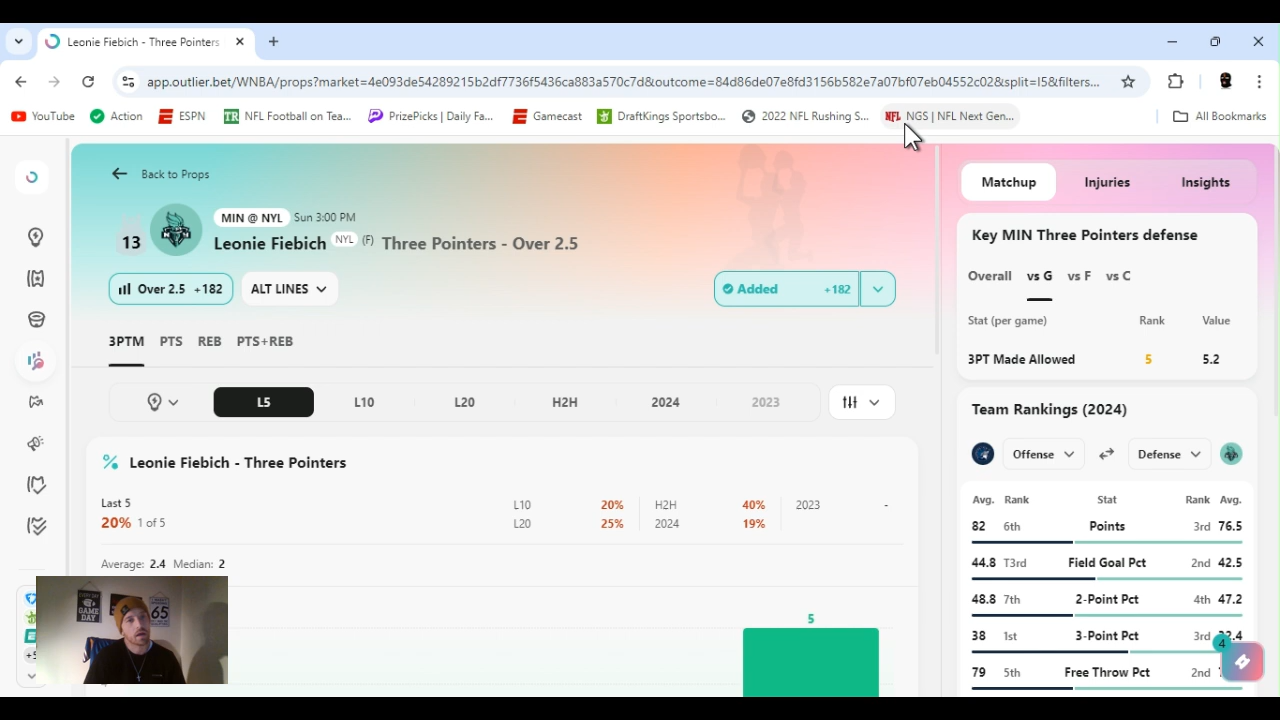 Leonie Fiebich - Three Pointers
app.outlier.bet/WNBA/props?market=4e093de54289215b2df7736f5436ca883a570c7d&outcome=84d86de07e8fd3156b582e7a07bf07eb04552c02&split=l5&filters...
YouTube Action ESPN NFL Football on Tea... PrizePicks | Daily Fa... Gamecast DraftKings Sportsbo... 2022 NFL Rushing S... NGS | NFL Next Gen... All Bookmarks
Back to Props
MIN @ NYL Sun 3:00 PM
13
Leonie Fiebich NYL (F) Three Pointers - Over 2.5
Over 2.5 +182 ALT LINES
Added +182
3PTM PTS REB PTS+REB
L5 L10 L20 H2H 2024 2023
Leonie Fiebich - Three Pointers
Last 5
20% 1 of 5
L10 20% H2H 40% 2023 -
L20 25% 2024 19%
Average: 2.4 Median: 2
5
Matchup Injuries Insights
Key MIN Three Pointers defense
Overall vs G vs F vs C
Stat (per game) Rank Value
3PT Made Allowed 5 5.2
Team Rankings (2024)
Offense Defense
Avg. Rank Stat Rank Avg.
82 6th Points 3rd 76.5
44.8 T3rd Field Goal Pct 2nd 42.5
48.8 7th 2-Point Pct 4th 47.2
38 1st 3-Point Pct 3rd
79 5th Free Throw Pct 2nd
4
GAME DAY
65